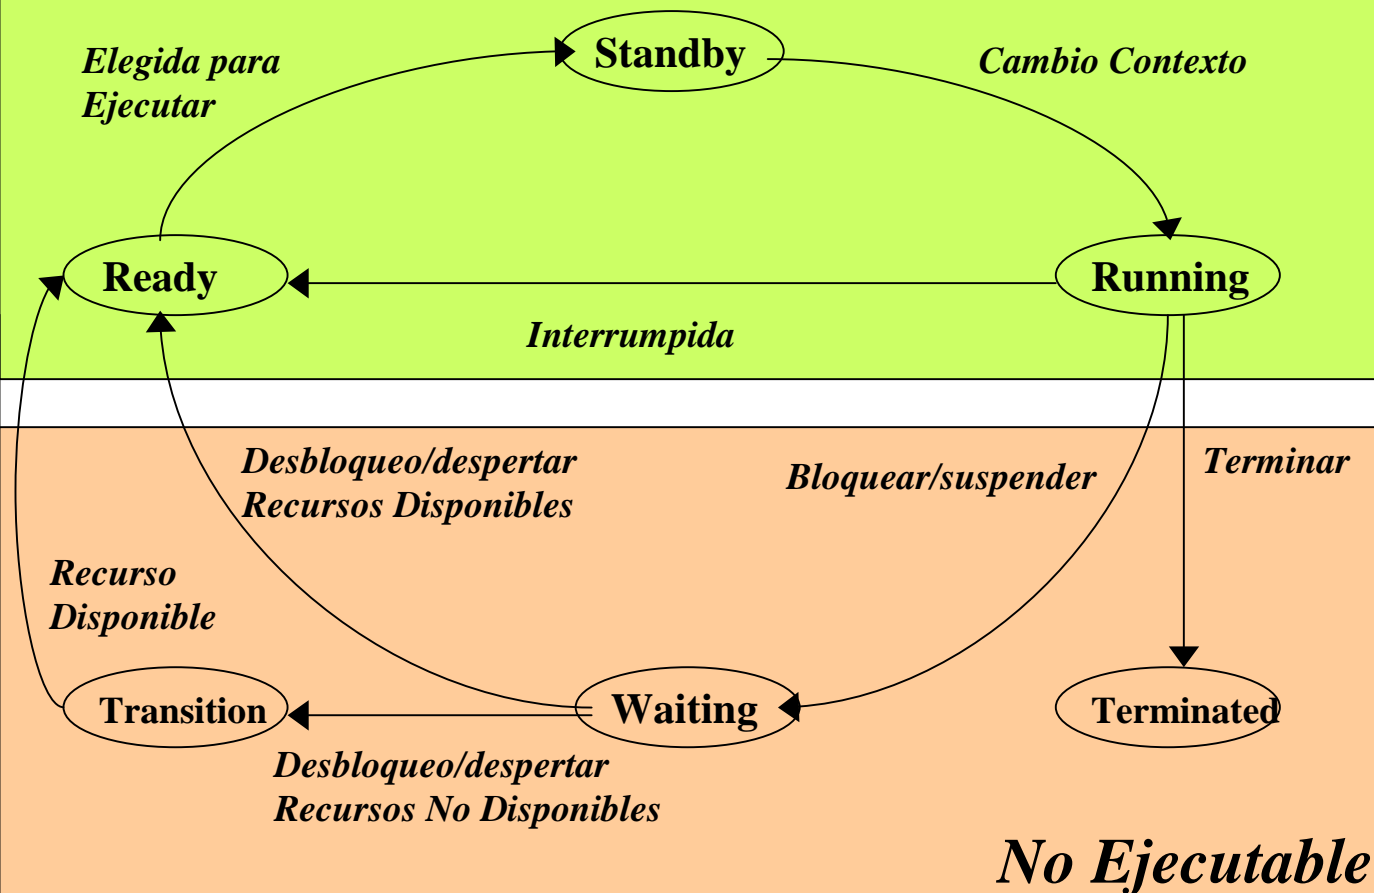 Standby
Elegida para
Ejecutar
Cambio Contexto
Ready
Running
Interrumpida
Desbloqueo/despertar
Recursos Disponibles
Bloquear/suspender
Terminar
Recurso
Disponible
Transition
Waiting
Terminated
Desbloqueo/despertar
Recursos No Disponibles
No Ejecutable